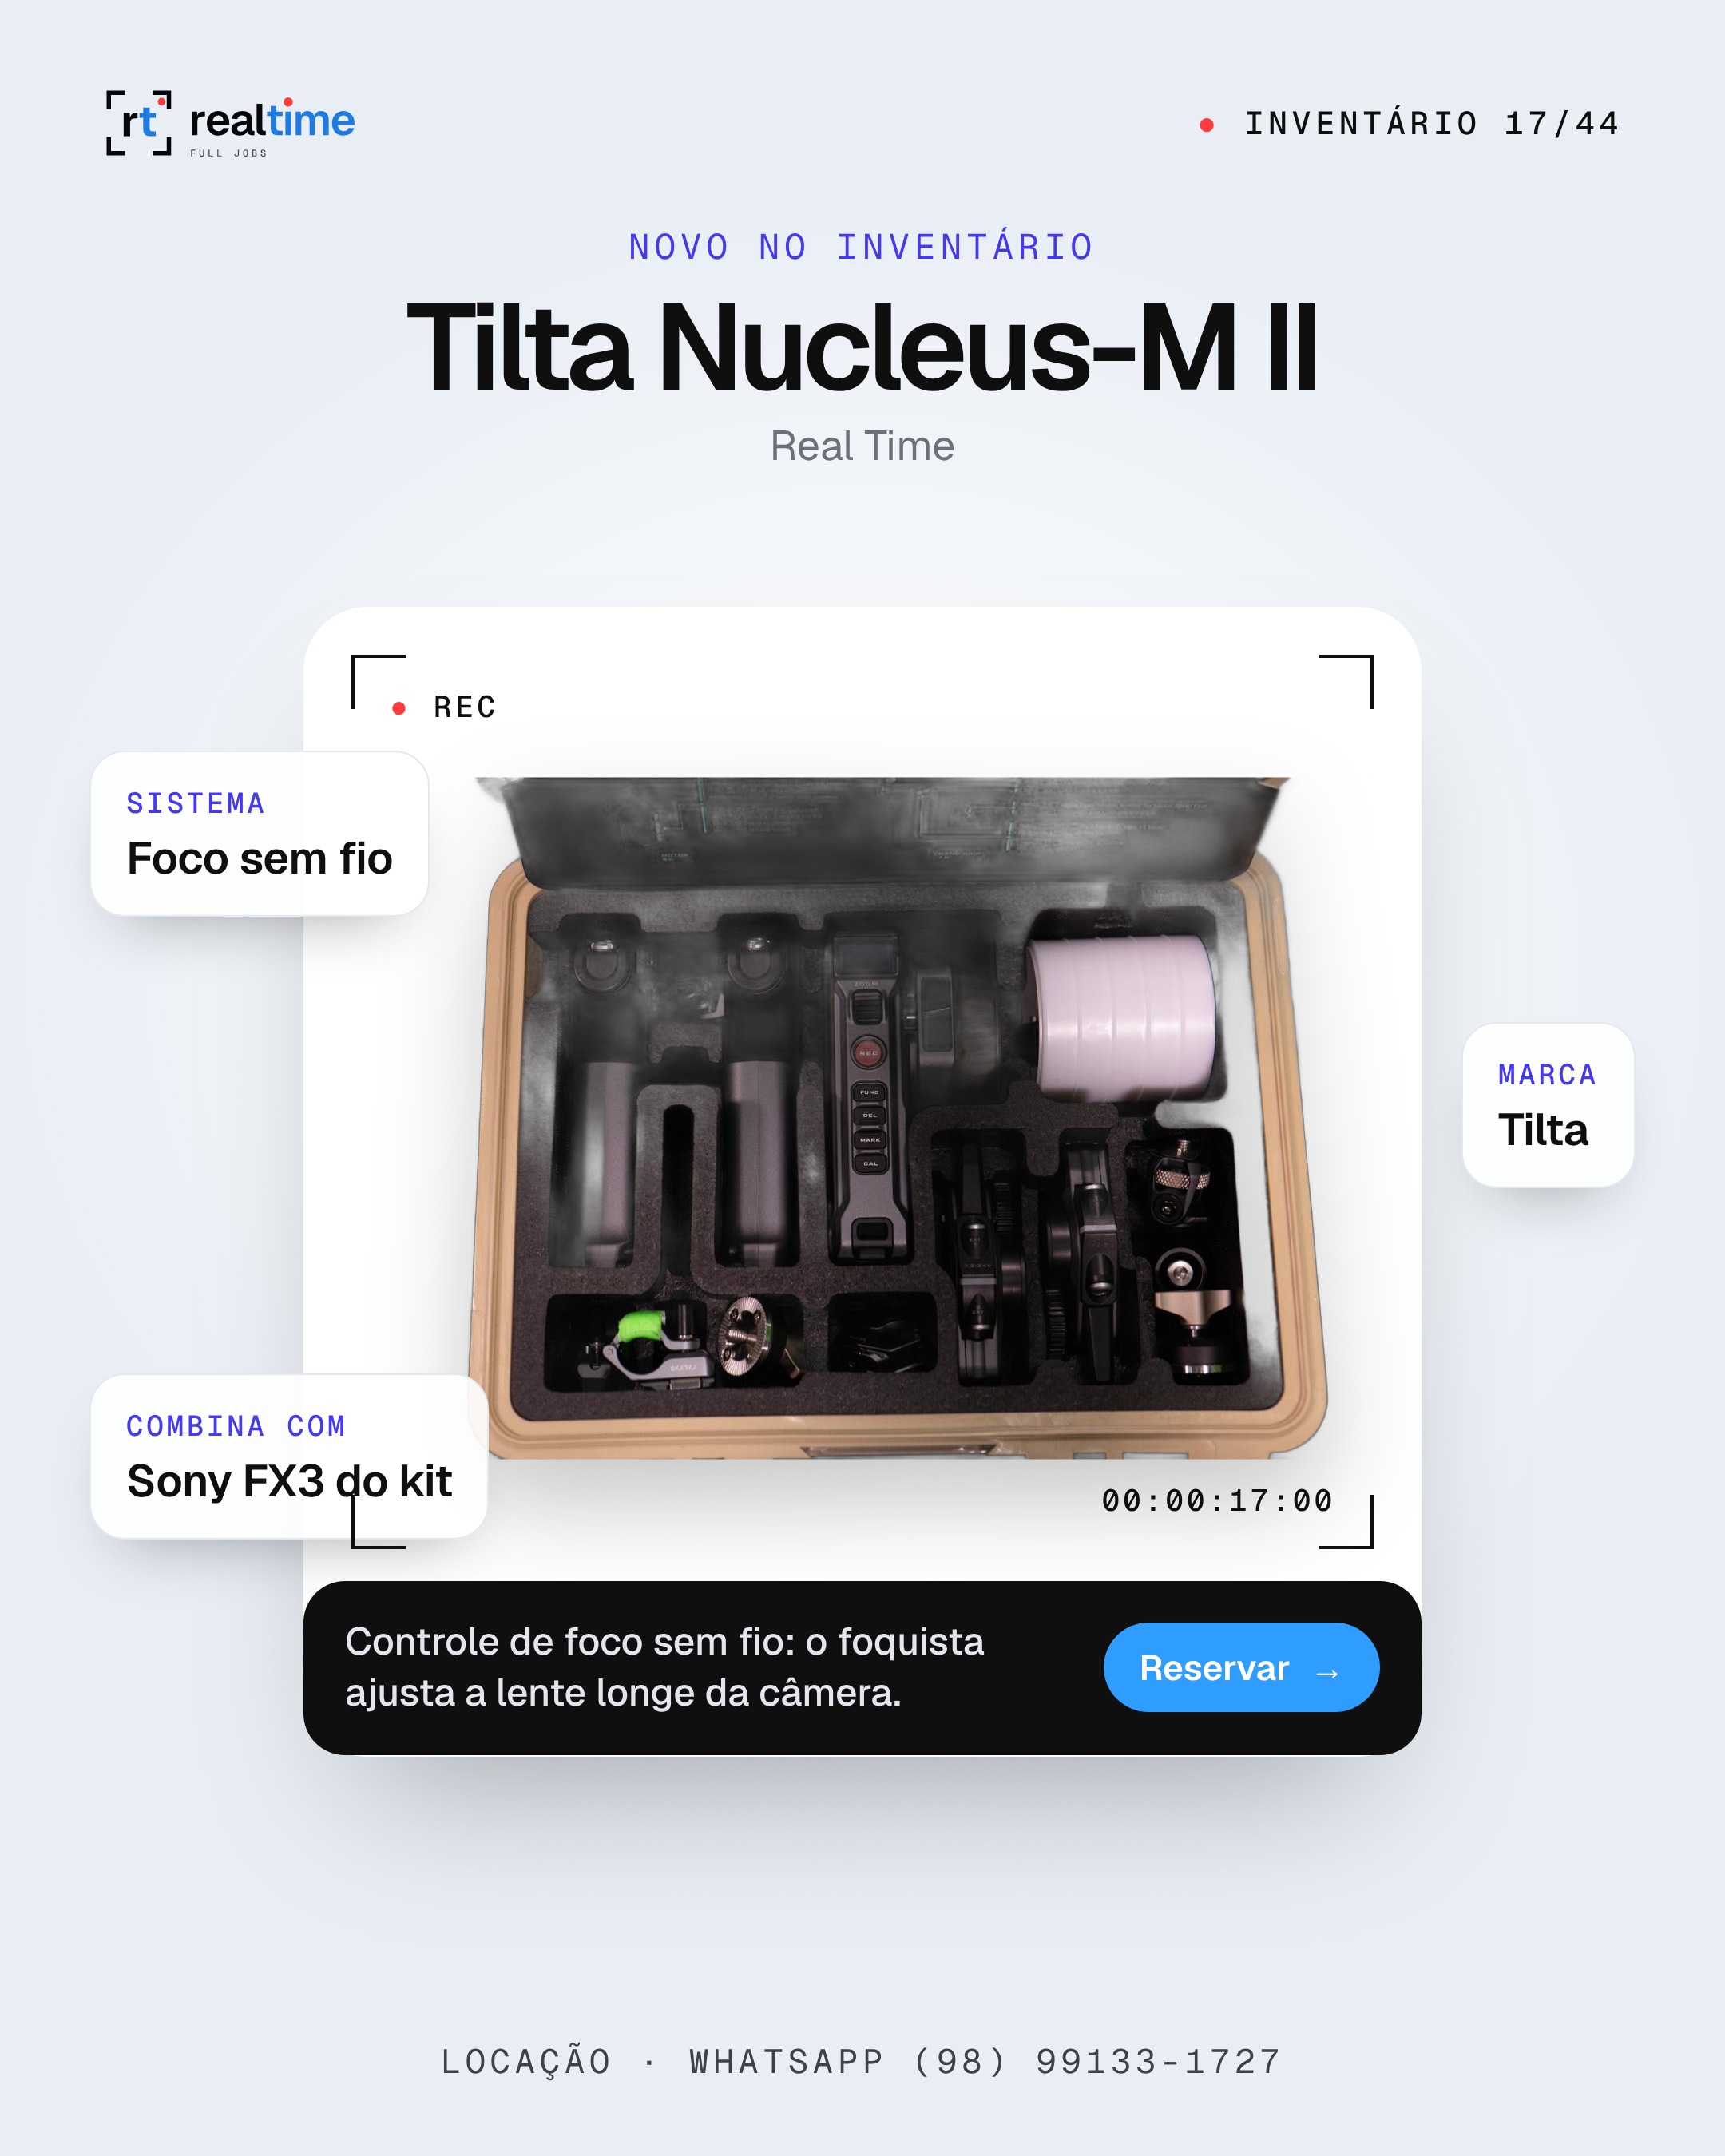 rt realtime
FULL JOBS
INVENTÁRIO 17/44
NOVO NO INVENTÁRIO
Tilta Nucleus-M II
Real Time
REC
SISTEMA
Foco sem fio
ZOOM
REC
FUNC
DEL
MARK
CAL
MARCA
Tilta
COMBINA COM
Sony FX3 do kit
00:00:17:00
Controle de foco sem fio: o foquista
ajusta a lente longe da câmera.
Reservar →
LOCAÇÃO · WHATSAPP (98) 99133-1727